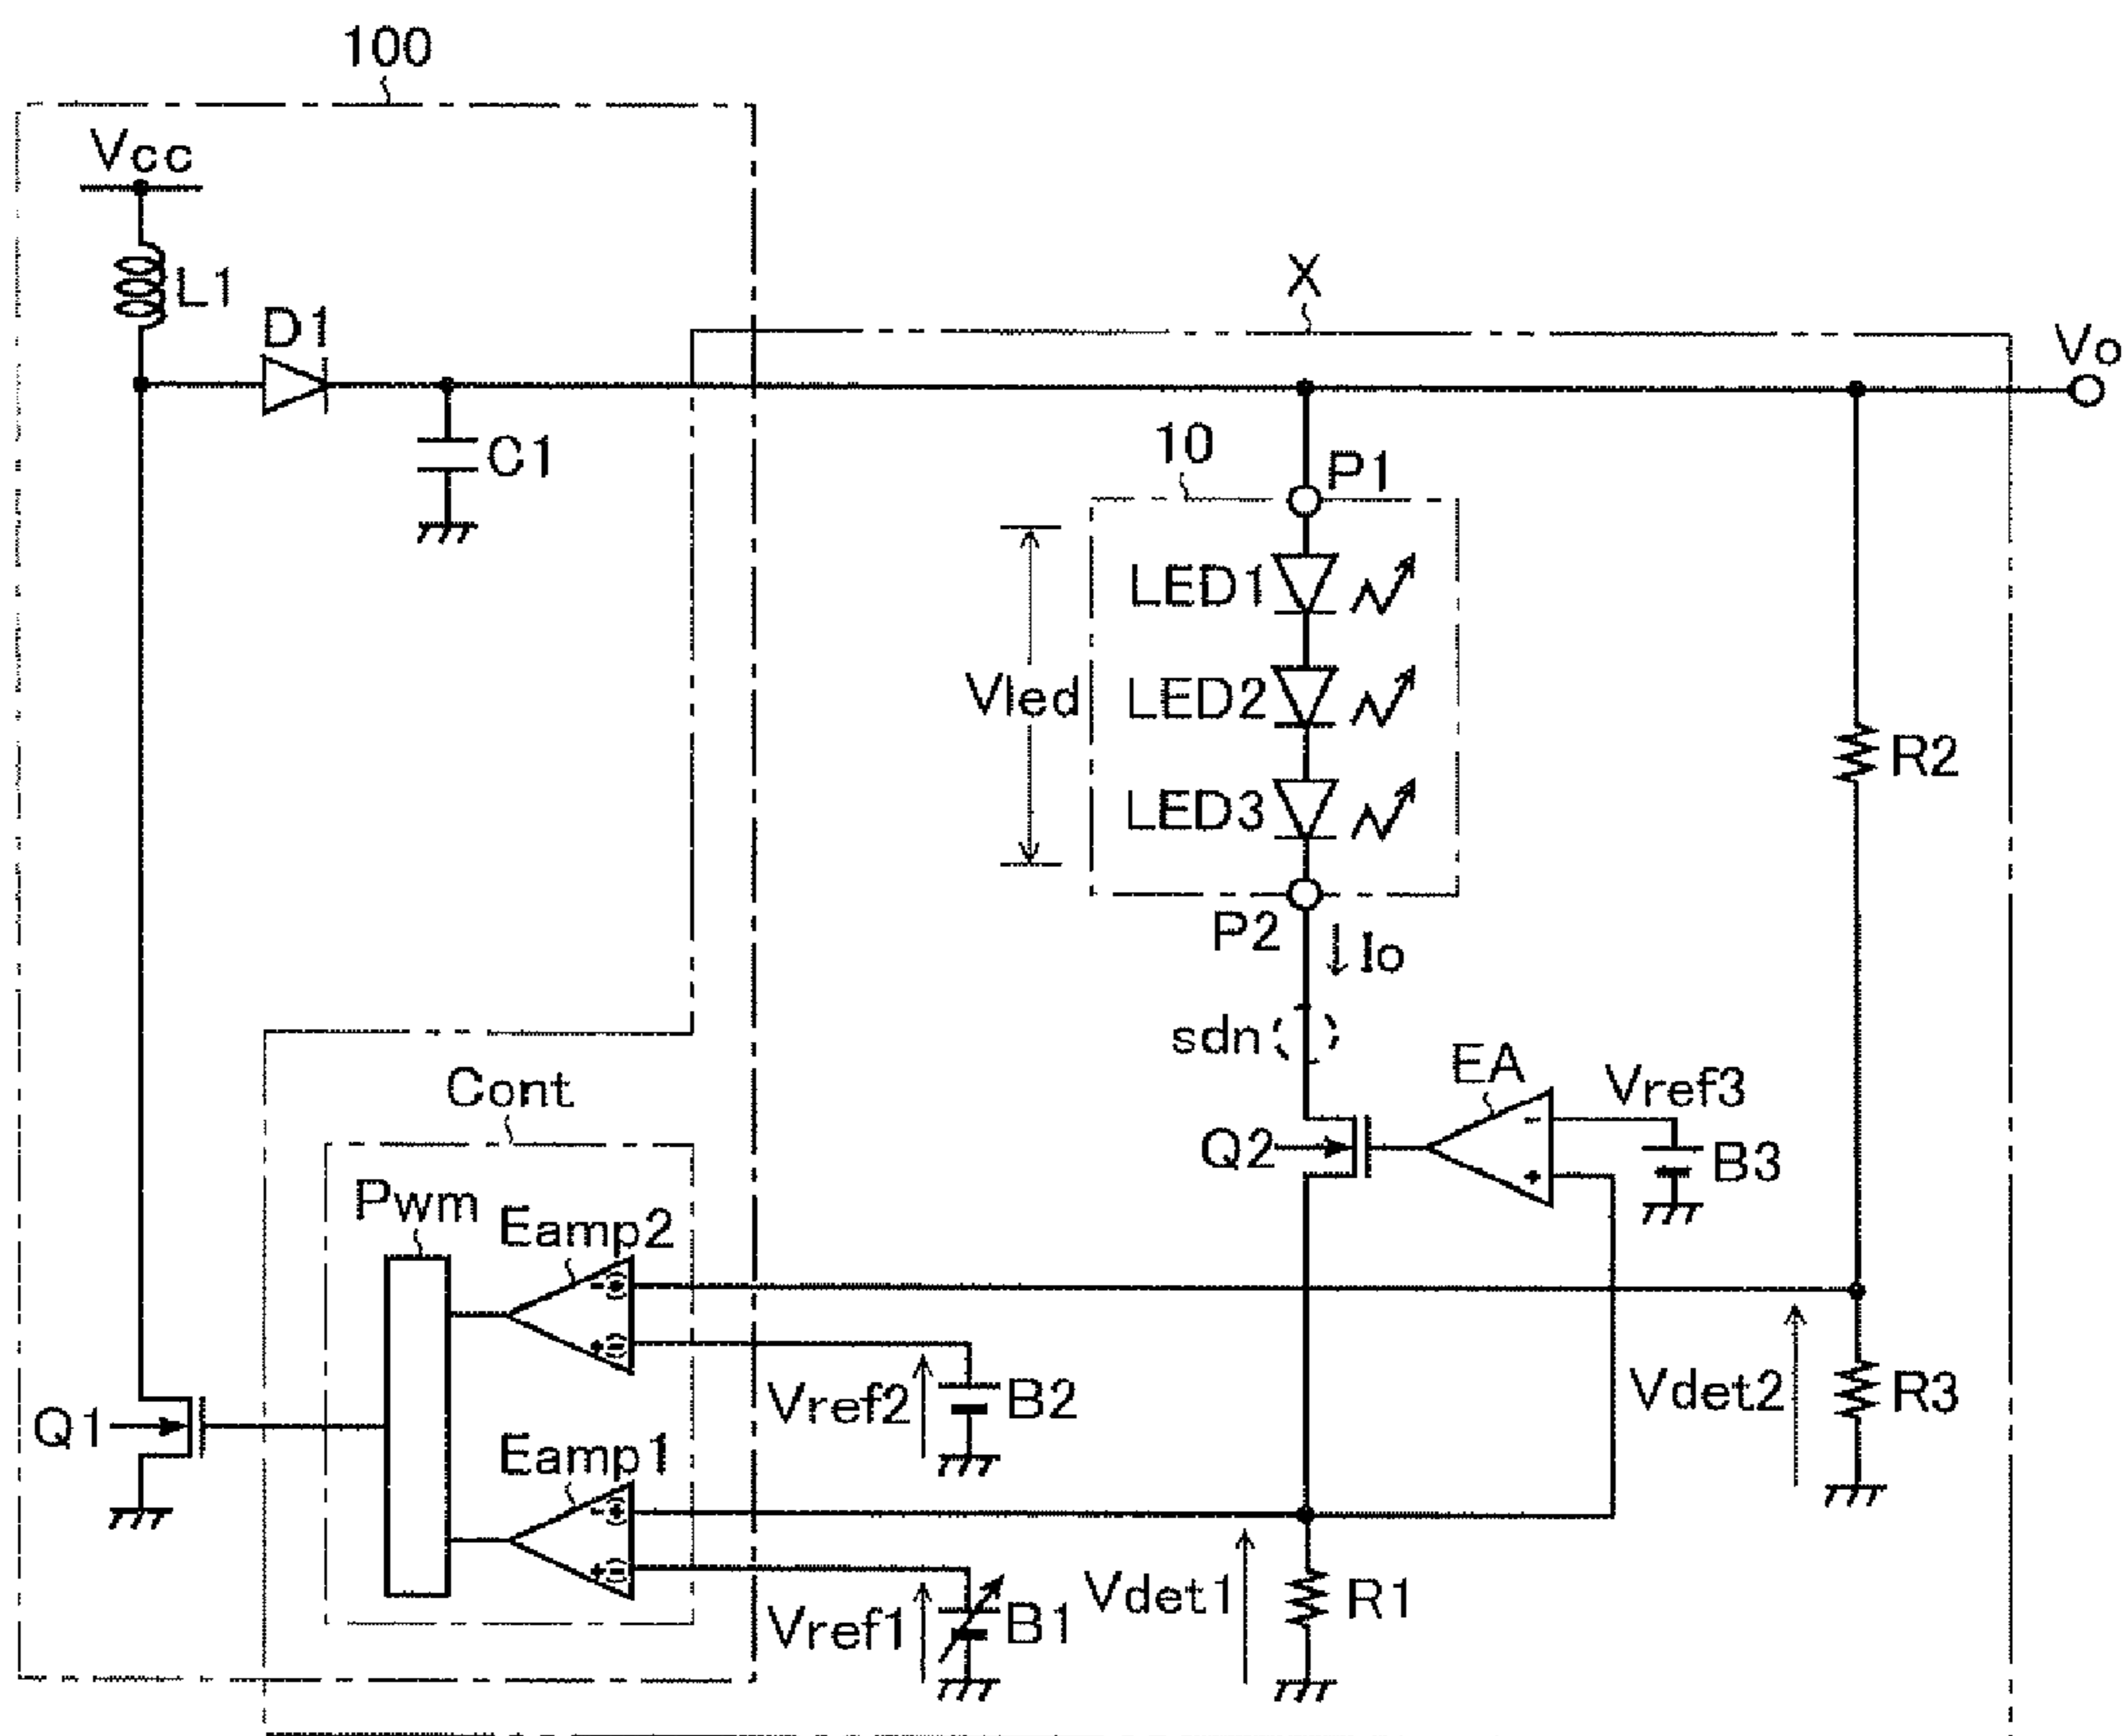 100
Vcc
L1
D1
X
Vo
C1
10
P1
LED1
Vled
LED2
R2
LED3
P2
Io
sdn
EA
Vref3
Cont
Q2
-
+
B3
Pwm
Eamp2
-(+)
+(-)
Vref2
B2
Vdet2
R3
Q1
Eamp1
-(+)
+(-)
Vref1
B1
Vdet1
R1